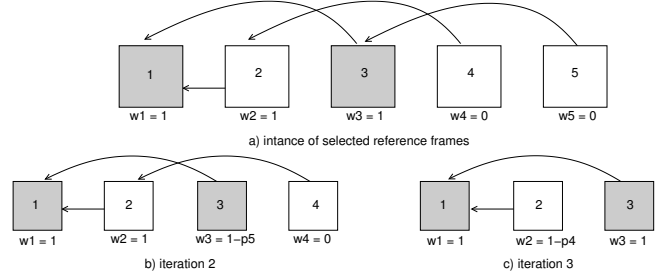 1 2 3 4 5
w1 = 1 w2 = 1 w3 = 1 w4 = 0 w5 = 0
a) intance of selected reference frames
1 2 3 4
w1 = 1 w2 = 1 w3 = 1−p5 w4 = 0
b) iteration 2
1 2 3
w1 = 1 w2 = 1−p4 w3 = 1
c) iteration 3